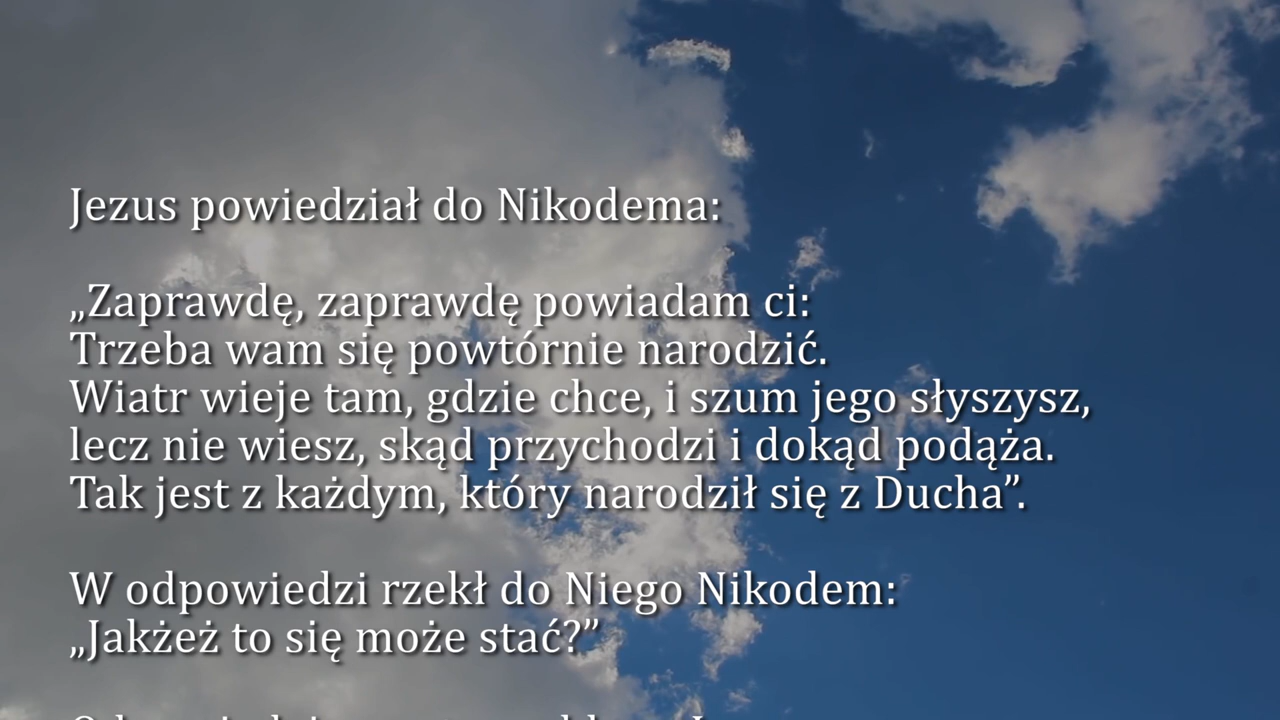 Jezus powiedział do Nikodema:
„Zaprawdę, zaprawdę powiadam ci:
Trzeba wam się powtórnie narodzić.
Wiatr wieje tam, gdzie chce, i szum jego słyszysz,
lecz nie wiesz, skąd przychodzi i dokąd podąża.
Tak jest z każdym, który narodził się z Ducha”.
W odpowiedzi rzekł do Niego Nikodem:
„Jakżeż to się może stać?”